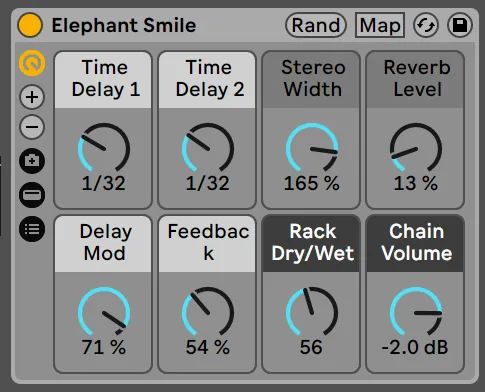 Elephant Smile Rand Map
Time Time Stereo Reverb
Delay 1 Delay 2 Width Level
1/32 1/32 165 % 13 %
Delay Feedbac Rack Chain
Mod k Dry/Wet Volume
71 % 54 % 56 -2.0 dB